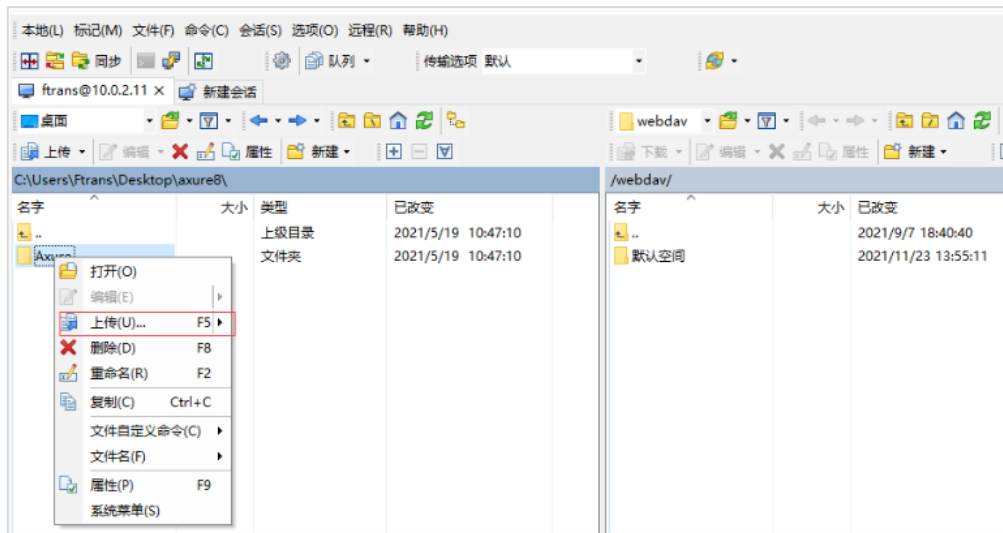 本地(L) 标记(M) 文件(F) 命令(C) 会话(S) 选项(O) 远程(R) 帮助(H)
同步 队列 传输选项 默认
ftrans@10.0.2.11 × 新建会话
桌面 webdav
上传 编辑 属性 新建 下载 编辑 属性 新建
C:\Users\Ftrans\Desktop\axure8\ /webdav/
名字 大小 类型 已改变 名字 大小 已改变
.. 上级目录 2021/5/19 10:47:10 .. 2021/9/7 18:40:40
Axure 文件夹 2021/5/19 10:47:10 默认空间 2021/11/23 13:55:11
打开(O)
编辑(E)
上传(U)... F5
删除(D) F8
重命名(R) F2
复制(C) Ctrl+C
文件自定义命令(C)
文件名(F)
属性(P) F9
系统菜单(S)